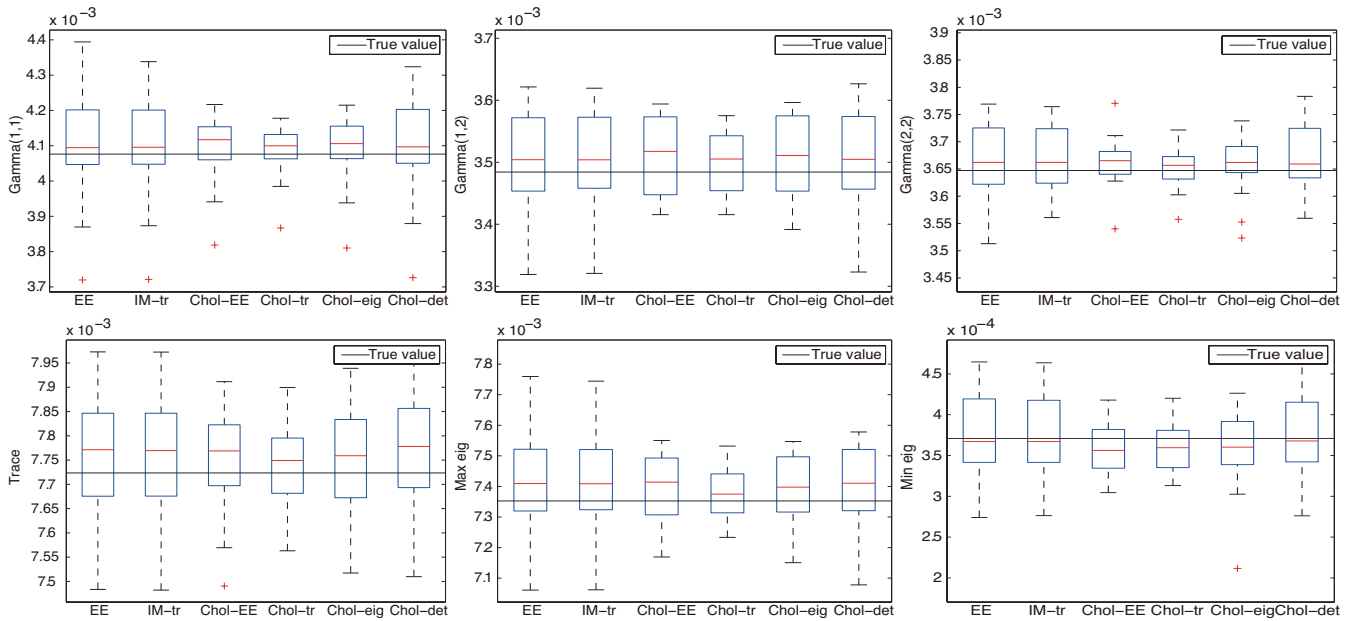 x 10−3
4.4
4.3
4.2
4.1
4
3.9
3.8
3.7
Gamma(1,1)
True value
EE IM−tr Chol−EE Chol−tr Chol−eig Chol−det
x 10−3
3.7
3.6
3.5
3.4
3.3
Gamma(1,2)
True value
EE IM−tr Chol−EE Chol−tr Chol−eig Chol−det
x 10−3
3.9
3.85
3.8
3.75
3.7
3.65
3.6
3.55
3.5
3.45
Gamma(2,2)
True value
EE IM−tr Chol−EE Chol−tr Chol−eig Chol−det
x 10−3
7.95
7.9
7.85
7.8
7.75
7.7
7.65
7.6
7.55
7.5
Trace
True value
EE IM−tr Chol−EE Chol−tr Chol−eig Chol−det
x 10−3
7.8
7.7
7.6
7.5
7.4
7.3
7.2
7.1
Max eig
True value
EE IM−tr Chol−EE Chol−tr Chol−eig Chol−det
x 10−4
4.5
4
3.5
3
2.5
2
Min eig
True value
EE IM−tr Chol−EE Chol−tr Chol−eig Chol−det